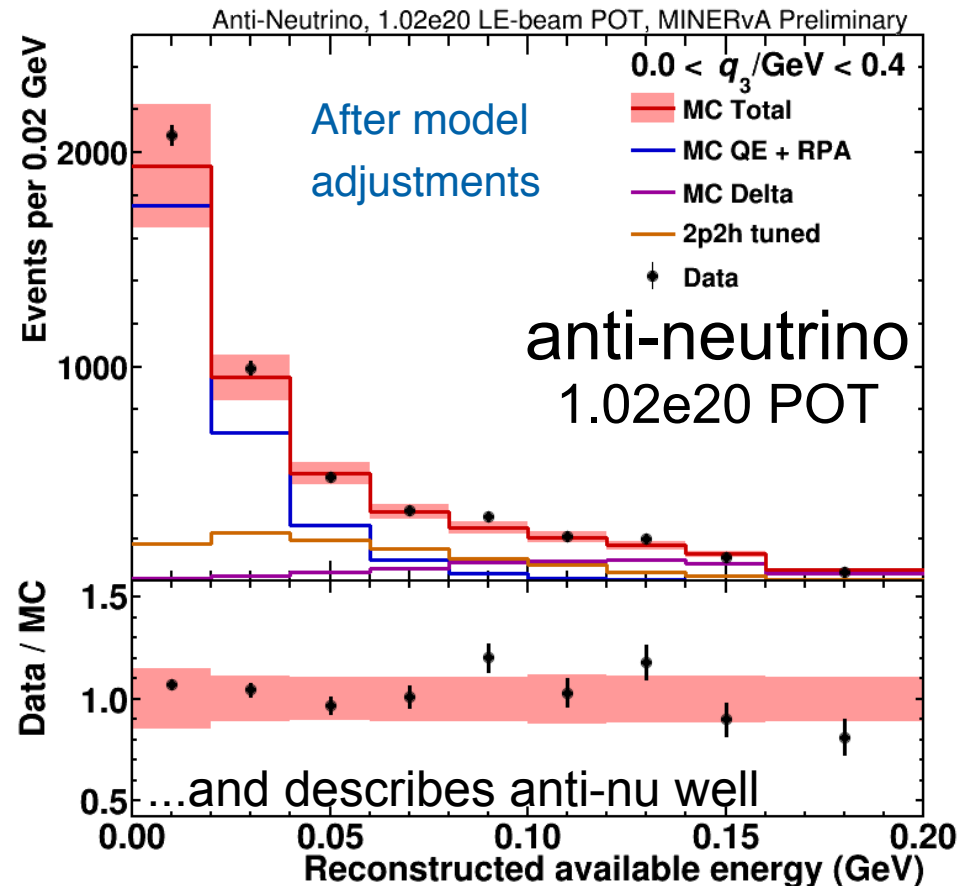 Anti-Neutrino, 1.02e20 LE-beam POT, MINERvA Preliminary
Events per 0.02 GeV
2000
1000
After model
adjustments
0.0 < q3/GeV < 0.4
MC Total
MC QE + RPA
MC Delta
2p2h tuned
Data
anti-neutrino
1.02e20 POT
Data / MC
1.5
1.0
0.5
...and describes anti-nu well
0.00 0.05 0.10 0.15 0.20
Reconstructed available energy (GeV)